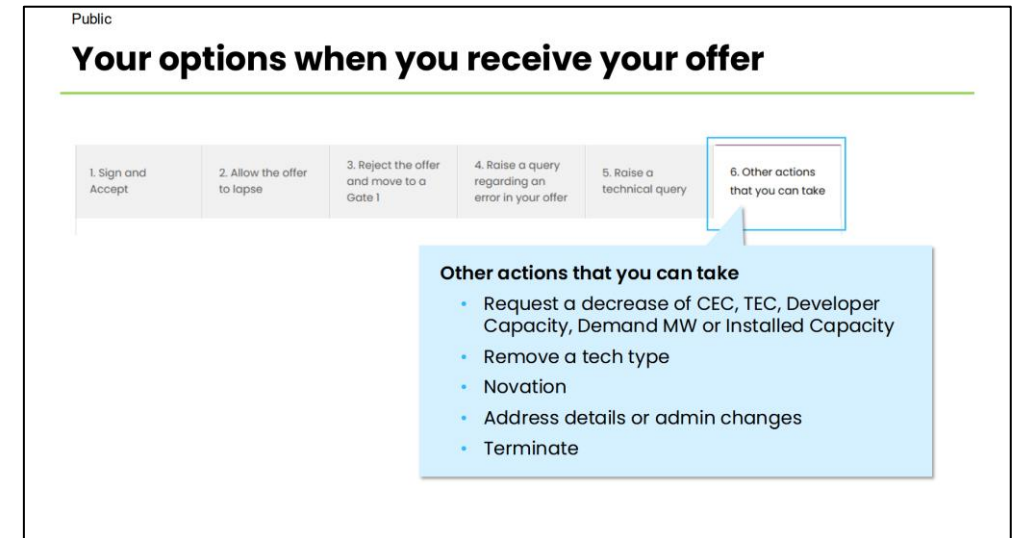 Public
Your options when you receive your offer
1. Sign and
Accept
2. Allow the offer
to lapse
3. Reject the offer
and move to a
Gate 1
4. Raise a query
regarding an
error in your offer
5. Raise a
technical query
6. Other actions
that you can take
Other actions that you can take
• Request a decrease of CEC, TEC, Developer
Capacity, Demand MW or Installed Capacity
• Remove a tech type
• Novation
• Address details or admin changes
• Terminate